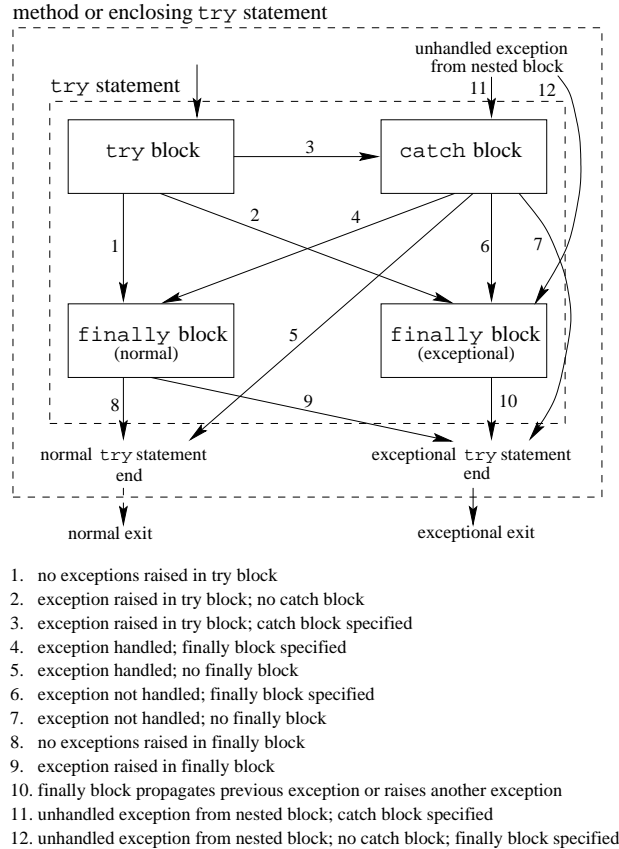 method or enclosing try statement
unhandled exception
from nested block
try statement
11
12
try block
3
catch block
1
2
4
6
7
finally block
(normal)
5
finally block
(exceptional)
8
9
10
normal try statement
end
exceptional try statement
end
normal exit
exceptional exit
1. no exceptions raised in try block
2. exception raised in try block; no catch block
3. exception raised in try block; catch block specified
4. exception handled; finally block specified
5. exception handled; no finally block
6. exception not handled; finally block specified
7. exception not handled; no finally block
8. no exceptions raised in finally block
9. exception raised in finally block
10. finally block propagates previous exception or raises another exception
11. unhandled exception from nested block; catch block specified
12. unhandled exception from nested block; no catch block; finally block specified